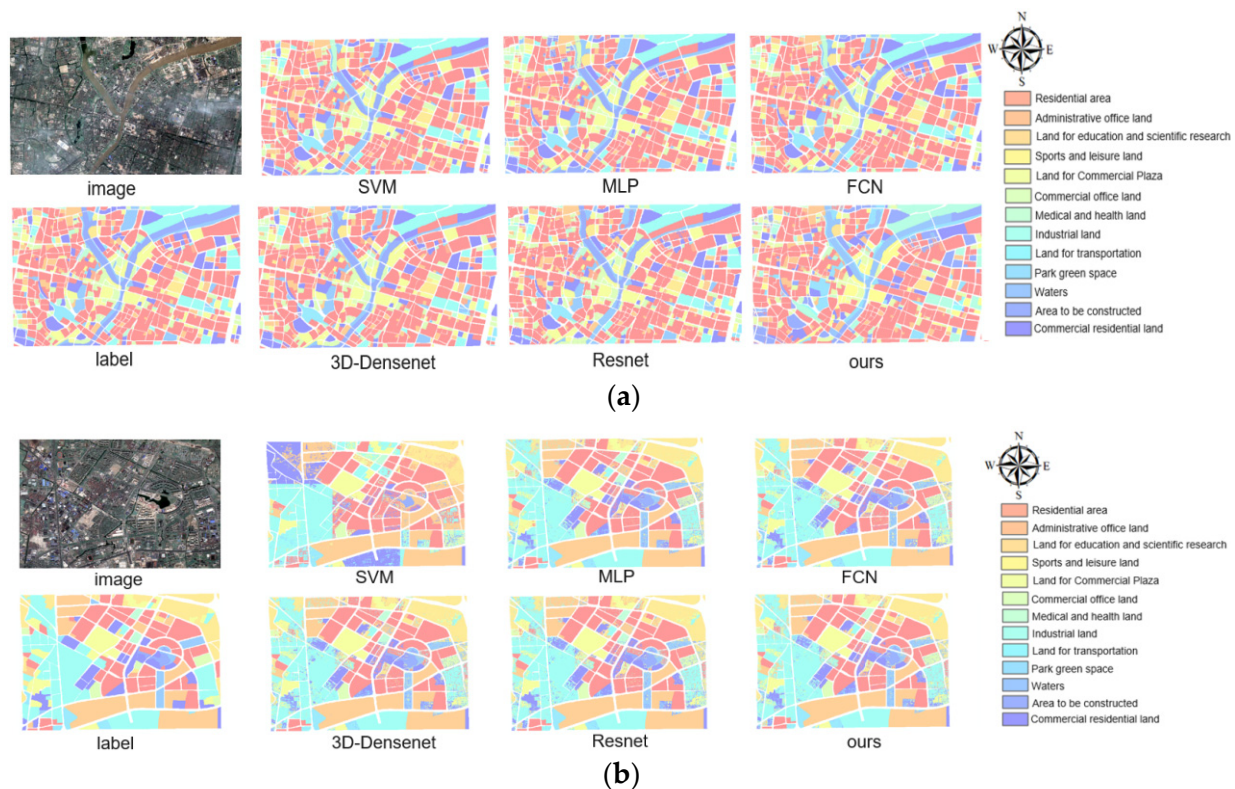 N
W E
S
image
SVM
MLP
FCN
label
3D-Densenet
Resnet
ours
Residential area
Administrative office land
Land for education and scientific research
Sports and leisure land
Land for Commercial Plaza
Commercial office land
Medical and health land
Industrial land
Land for transportation
Park green space
Waters
Area to be constructed
Commercial residential land
(a)
N
W E
S
image
SVM
MLP
FCN
label
3D-Densenet
Resnet
ours
Residential area
Administrative office land
Land for education and scientific research
Sports and leisure land
Land for Commercial Plaza
Commercial office land
Medical and health land
Industrial land
Land for transportation
Park green space
Waters
Area to be constructed
Commercial residential land
(b)